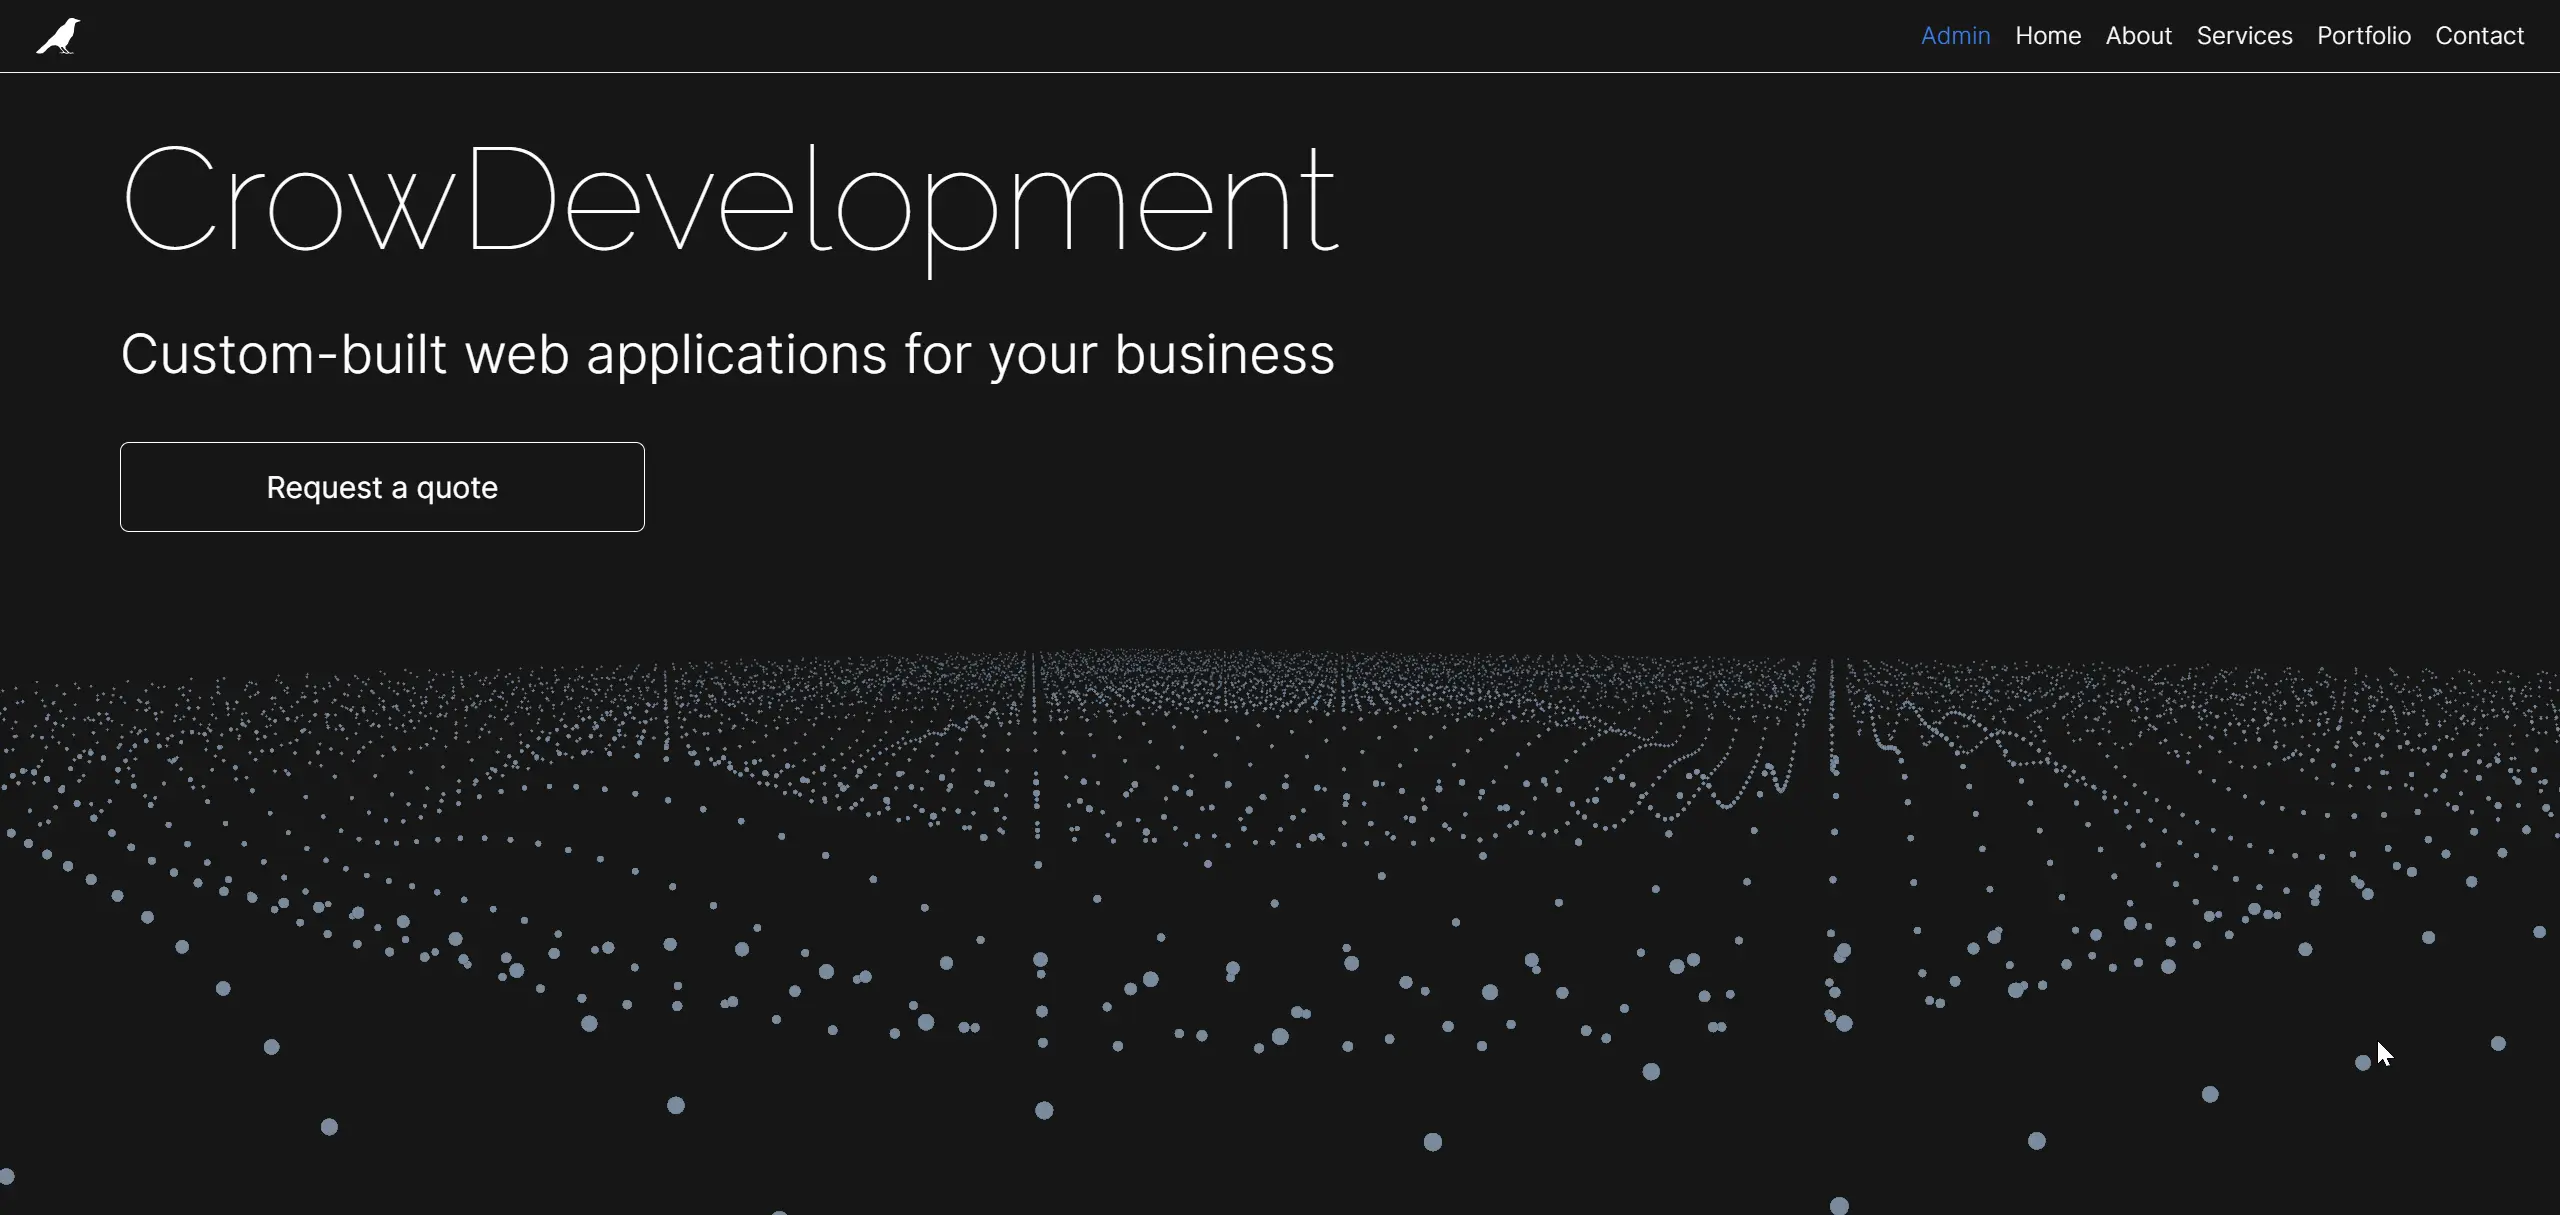 Admin Home About Services Portfolio Contact
CrowDevelopment
Custom-built web applications for your business
Request a quote